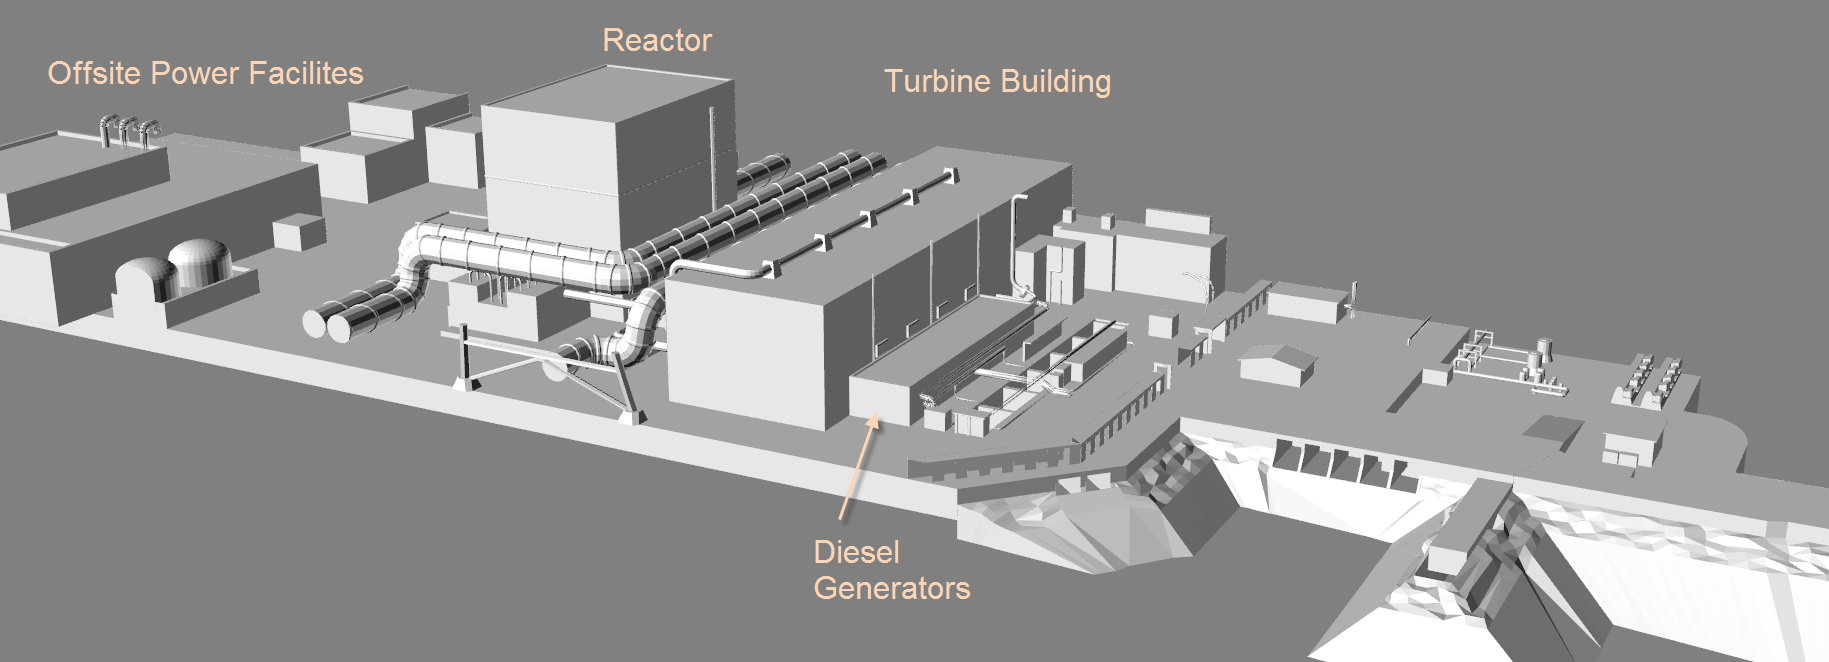 Offsite Power Facilites
Reactor
Turbine Building
Diesel
Generators